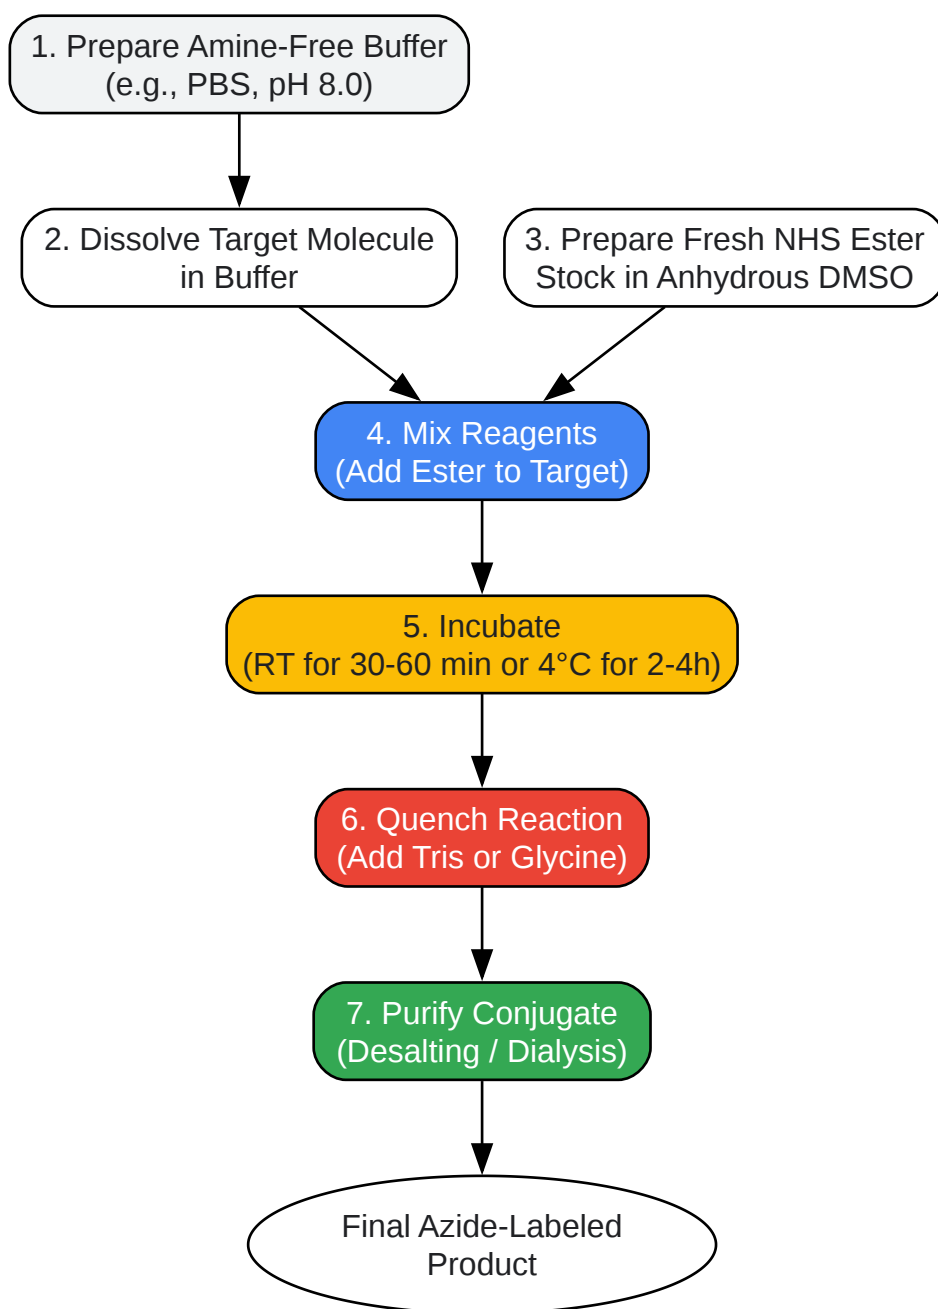 1. Prepare Amine-Free Buffer
(e.g., PBS, pH 8.0)
2. Dissolve Target Molecule
in Buffer
3. Prepare Fresh NHS Ester
Stock in Anhydrous DMSO
4. Mix Reagents
(Add Ester to Target)
5. Incubate
(RT for 30-60 min or 4°C for 2-4h)
6. Quench Reaction
(Add Tris or Glycine)
7. Purify Conjugate
(Desalting / Dialysis)
Final Azide-Labeled
Product